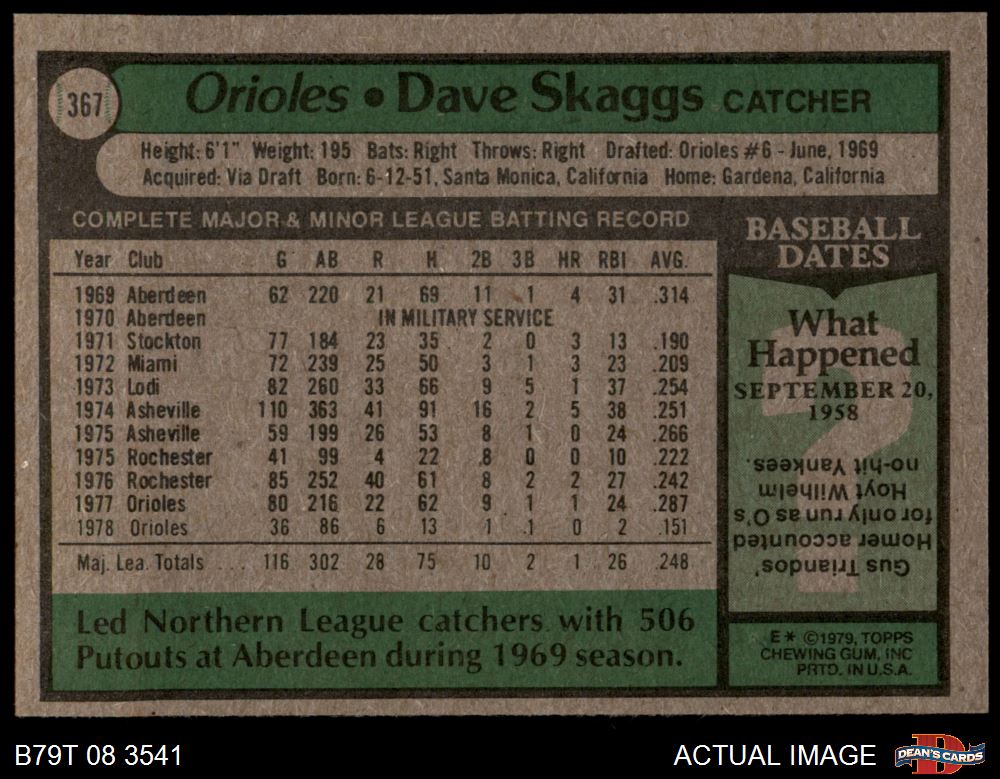 367
Orioles • Dave Skaggs CATCHER
Height: 6'1" Weight: 195 Bats: Right Throws: Right Drafted: Orioles #6 - June, 1969
Acquired: Via Draft Born: 6-12-51, Santa Monica, California Home: Gardena, California
COMPLETE MAJOR & MINOR LEAGUE BATTING RECORD
Year Club G AB R H 2B 3B HR RBI AVG.
1969 Aberdeen 62 220 21 69 11 1 4 31 .314
1970 Aberdeen IN MILITARY SERVICE
1971 Stockton 77 184 23 35 2 0 3 13 .190
1972 Miami 72 239 25 50 3 1 3 23 .209
1973 Lodi 82 260 33 66 9 5 1 37 .254
1974 Asheville 110 363 41 91 16 2 5 38 .251
1975 Asheville 59 199 26 53 8 1 0 24 .266
1975 Rochester 41 99 4 22 8 0 0 10 .222
1976 Rochester 85 252 40 61 8 2 2 27 .242
1977 Orioles 80 216 22 62 9 1 1 24 .287
1978 Orioles 36 86 6 13 1 1 0 2 .151
Maj. Lea. Totals ... 116 302 28 75 10 2 1 26 .248
Led Northern League catchers with 506
Putouts at Aberdeen during 1969 season.
BASEBALL
DATES
What
Happened
SEPTEMBER 20,
1958
?
Gus Triandos'
Homer accounted
for only run as O's
Hoyt Wilhelm
no-hit Yankees.
E* ©1979, TOPPS
CHEWING GUM, INC
PRTD. IN U.S.A.
B79T 08 3541
ACTUAL IMAGE
D
DEAN'S CARDS